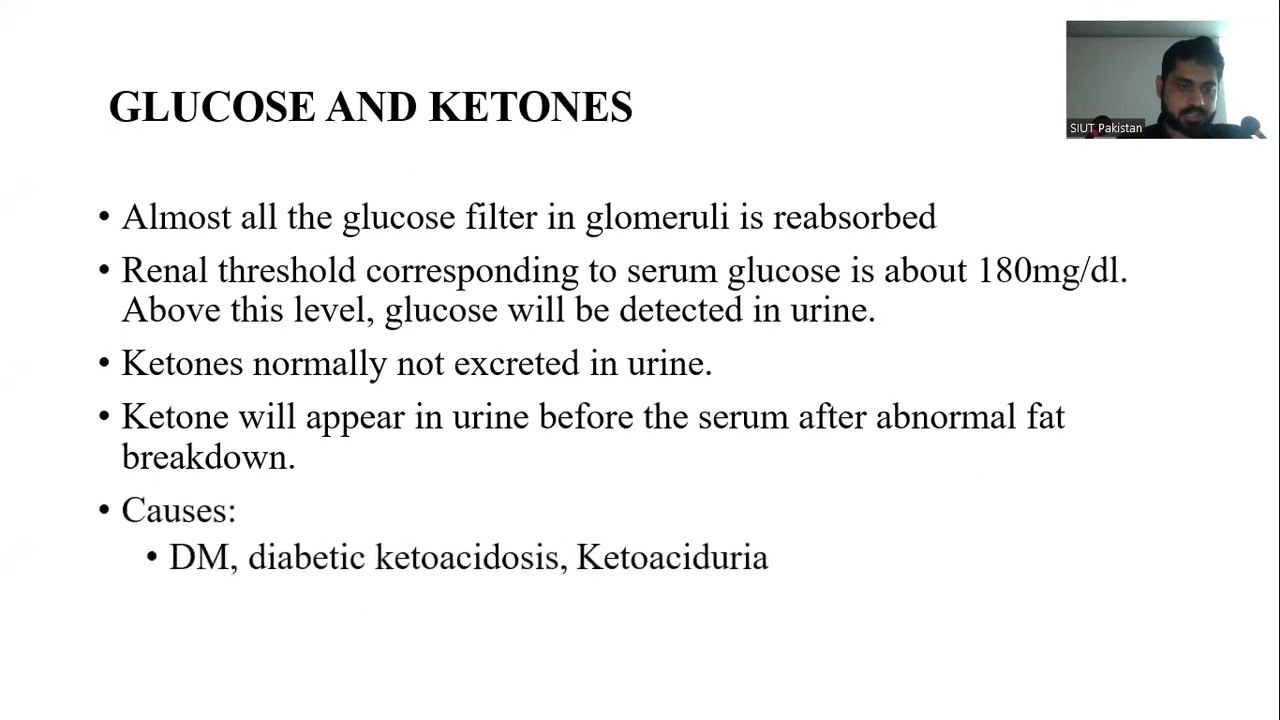 GLUCOSE AND KETONES
SIUT Pakistan
• Almost all the glucose filter in glomeruli is reabsorbed
• Renal threshold corresponding to serum glucose is about 180mg/dl.
Above this level, glucose will be detected in urine.
• Ketones normally not excreted in urine.
• Ketone will appear in urine before the serum after abnormal fat
breakdown.
• Causes:
• DM, diabetic ketoacidosis, Ketoaciduria